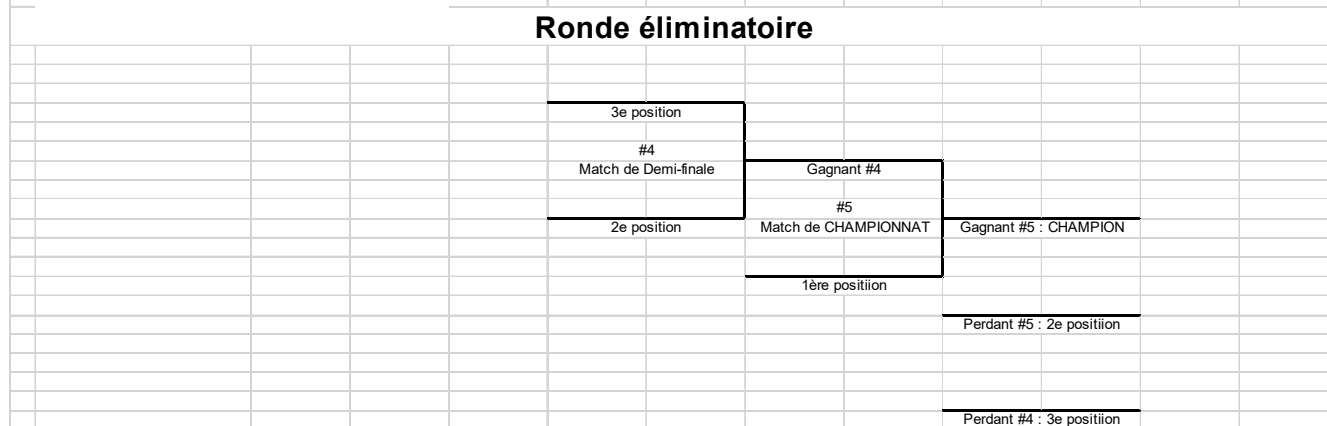 Ronde éliminatoire
3e position
#4
Match de Demi-finale
Gagnant #4
#5
2e position
Match de CHAMPIONNAT
Gagnant #5 : CHAMPION
1ère positiion
Perdant #5 : 2e positiion
Perdant #4 : 3e positiion